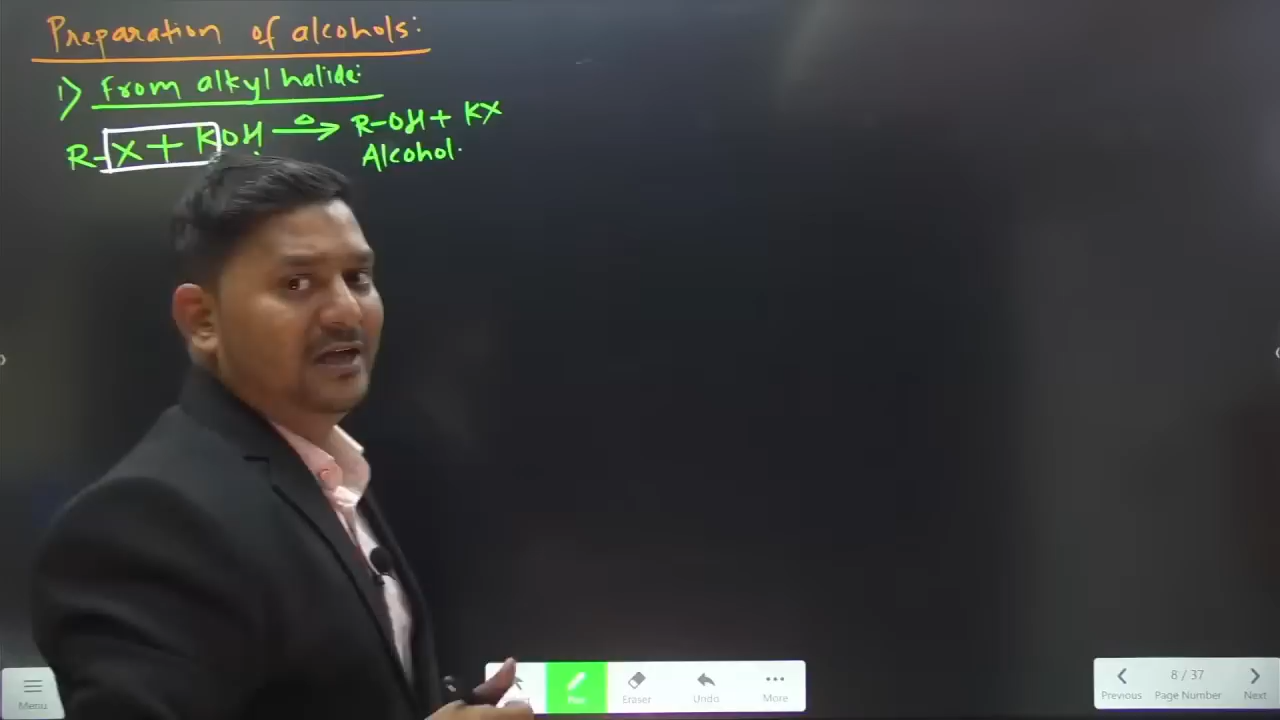 Preparation of alcohols:
1) From alkyl halide:
R-X + KOH △→ R-OH + KX
Alcohol.
Menu
Pen
Eraser
Undo
More
Previous
8 / 37
Page Number
Next